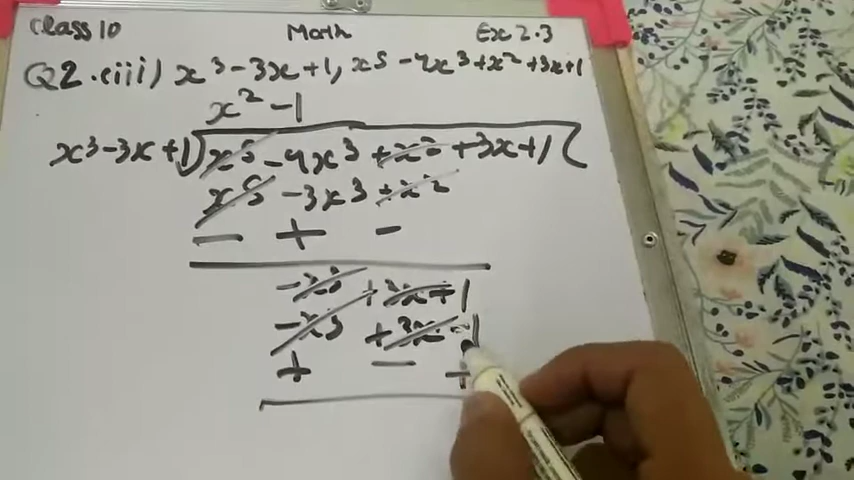 Class 10 Math Ex 2.3
Q2.(iii) x³-3x+1, x⁵-4x³+x²+3x+1
x²-1
x³-3x+1)x⁵-4x³+x²+3x+1(
x⁵-3x³+x²
- + -
-x³+3x+1
-x³+3x-1
+ - +